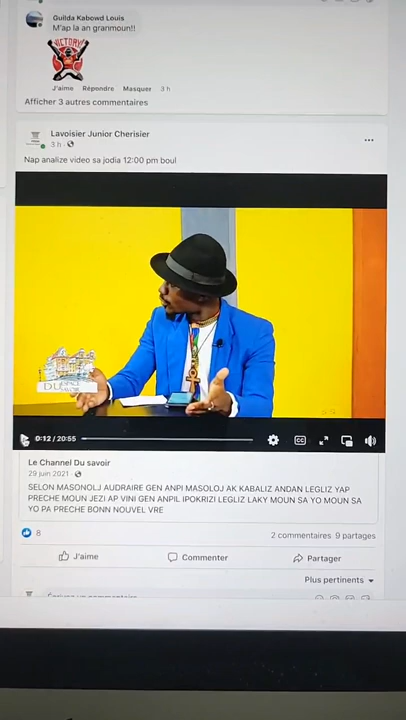 Guilda Kabowd Louis
M'ap la an granmoun!!
VICTORY!
J'aime Répondre Masquer 3 h
Afficher 3 autres commentaires
Lavoisier Junior Cherisier
3 h
Nap analize video sa jodia 12:00 pm boul
DU
0:12 / 20:55
CC
Le Channel Du savoir
29 juin 2021
SELON MASONOLJ AUDRAIRE GEN ANPI MASOLOJ AK KABALIZ ANDAN LEGLIZ YAP
PRECHE MOUN JEZI AP VINI GEN ANPIL IPOKRIZI LEGLIZ LAKY MOUN SA YO MOUN SA
YO PA PRECHE BONN NOUVEL VRE
8
2 commentaires 9 partages
J'aime Commenter Partager
Plus pertinents